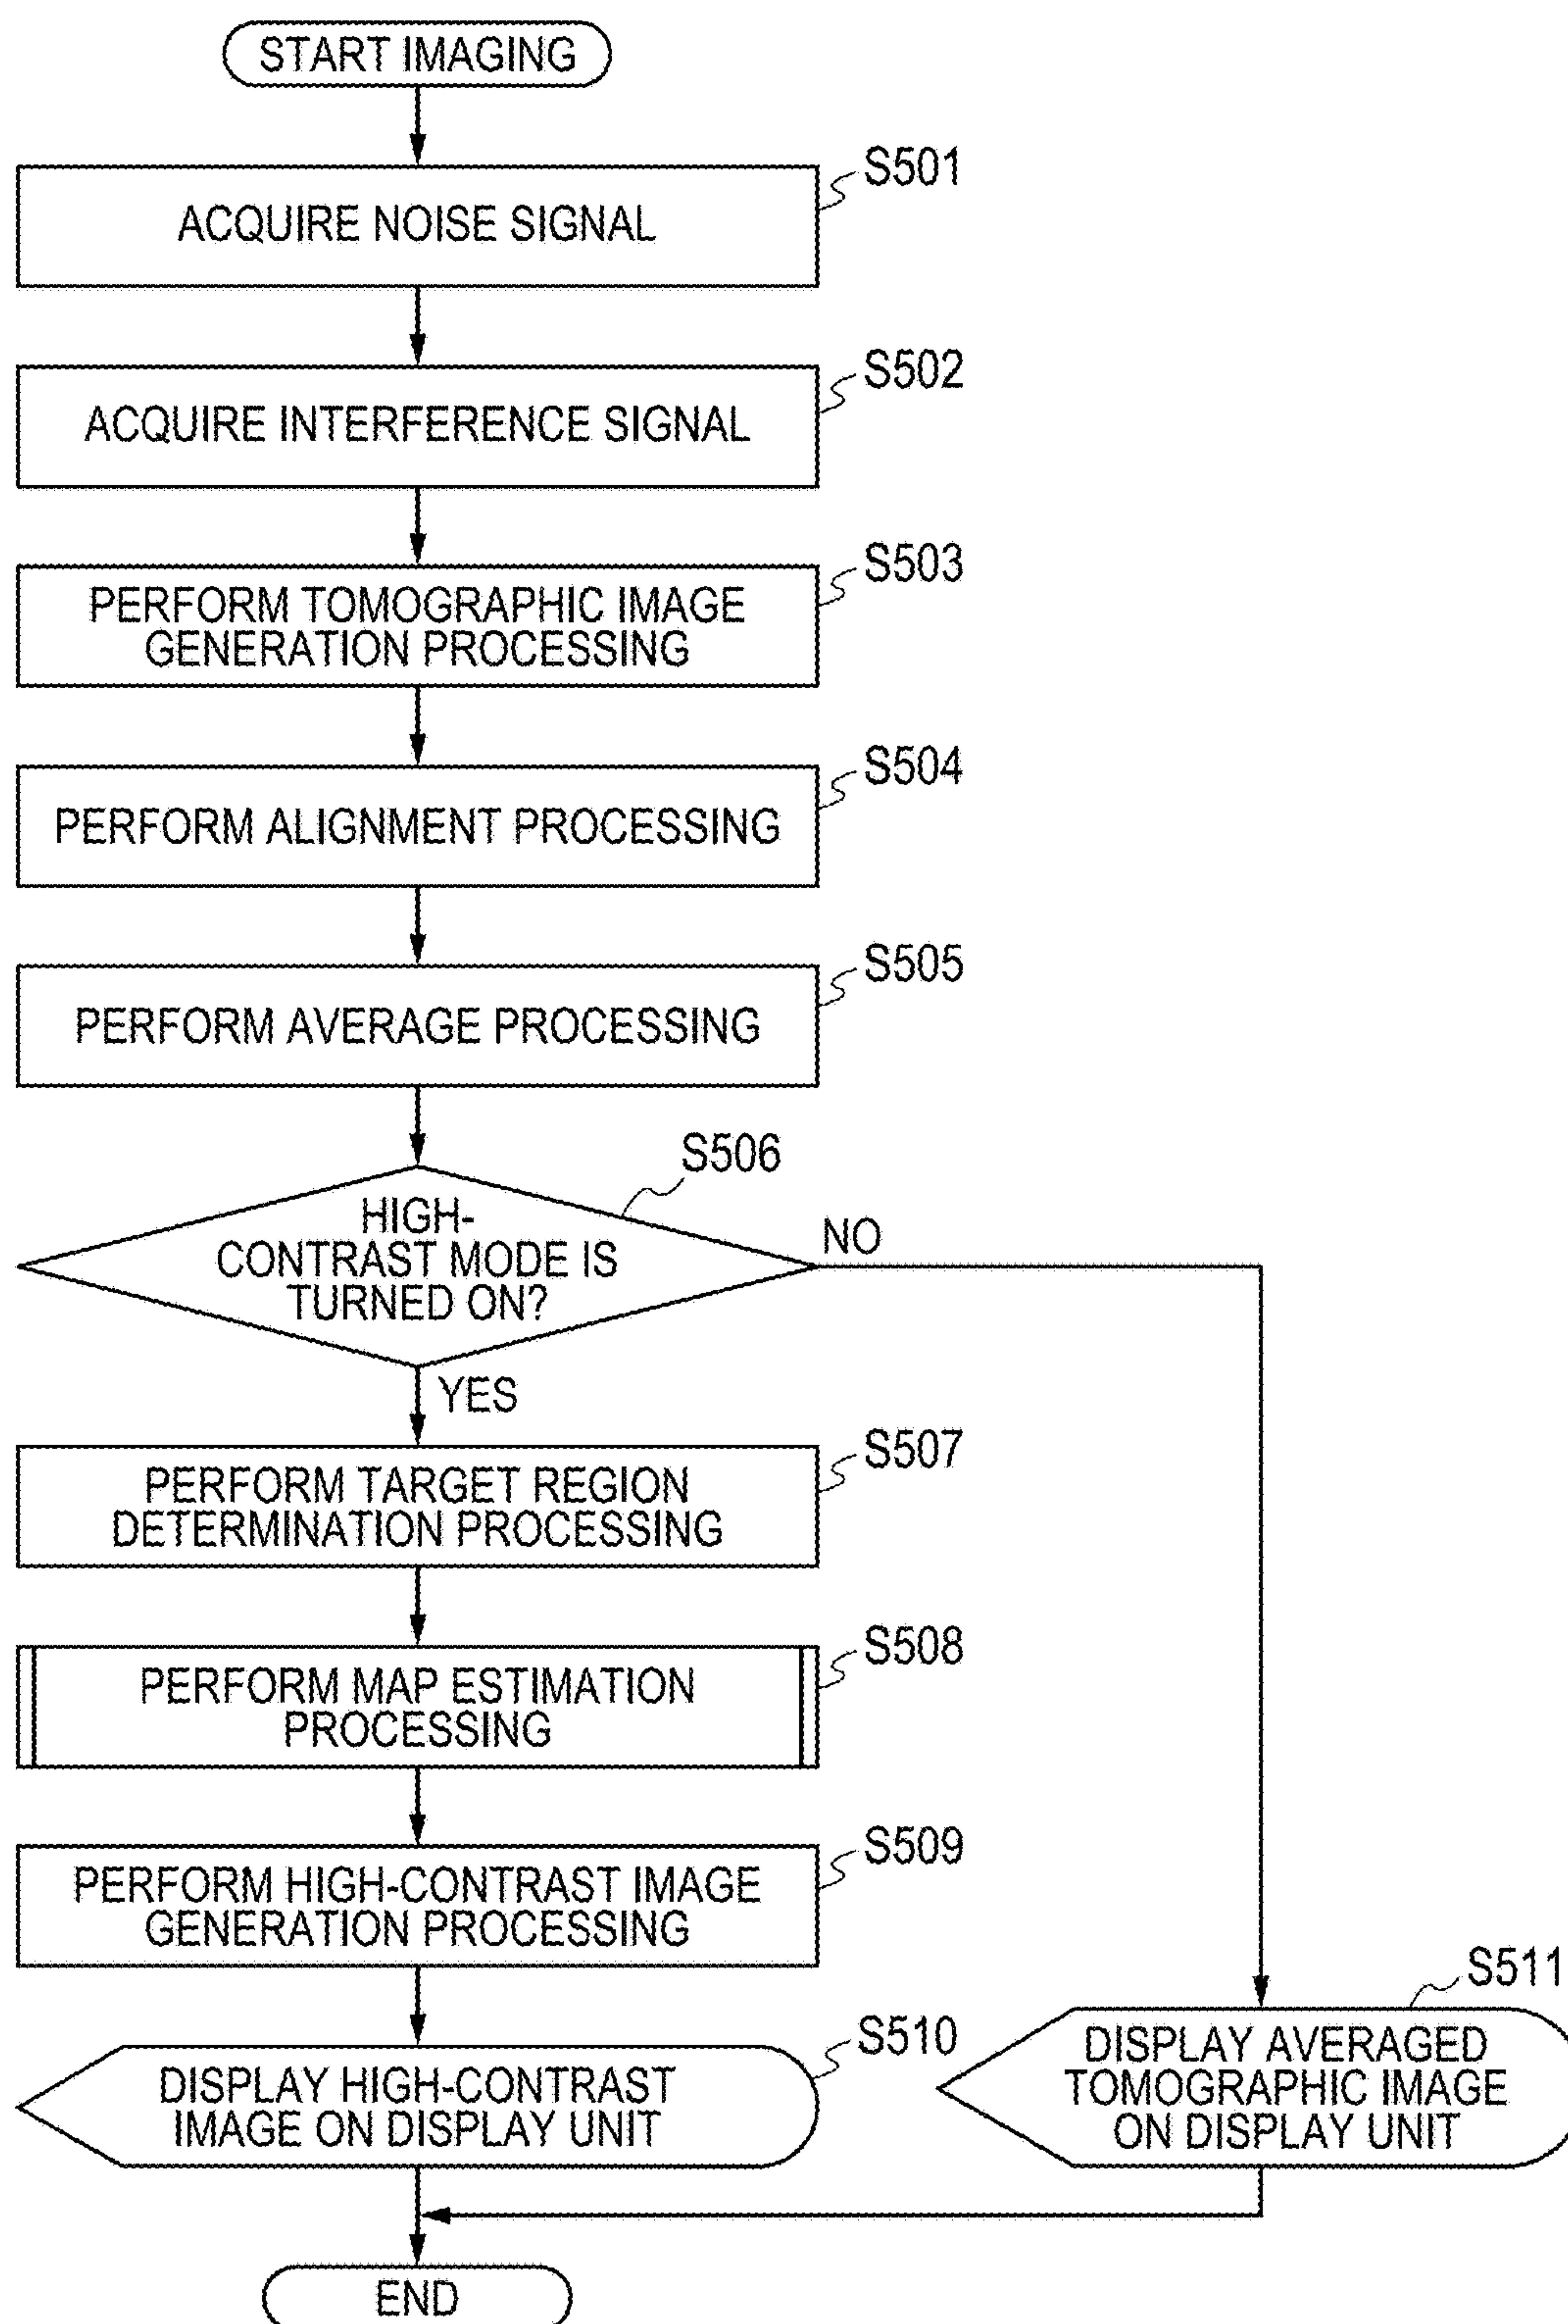 START IMAGING
S501
ACQUIRE NOISE SIGNAL
S502
ACQUIRE INTERFERENCE SIGNAL
S503
PERFORM TOMOGRAPHIC IMAGE
GENERATION PROCESSING
S504
PERFORM ALIGNMENT PROCESSING
S505
PERFORM AVERAGE PROCESSING
S506
HIGH-
CONTRAST MODE IS
TURNED ON?
NO
YES
S507
PERFORM TARGET REGION
DETERMINATION PROCESSING
S508
PERFORM MAP ESTIMATION
PROCESSING
S509
PERFORM HIGH-CONTRAST IMAGE
GENERATION PROCESSING
S510
DISPLAY HIGH-CONTRAST
IMAGE ON DISPLAY UNIT
S511
DISPLAY AVERAGED
TOMOGRAPHIC IMAGE
ON DISPLAY UNIT
END